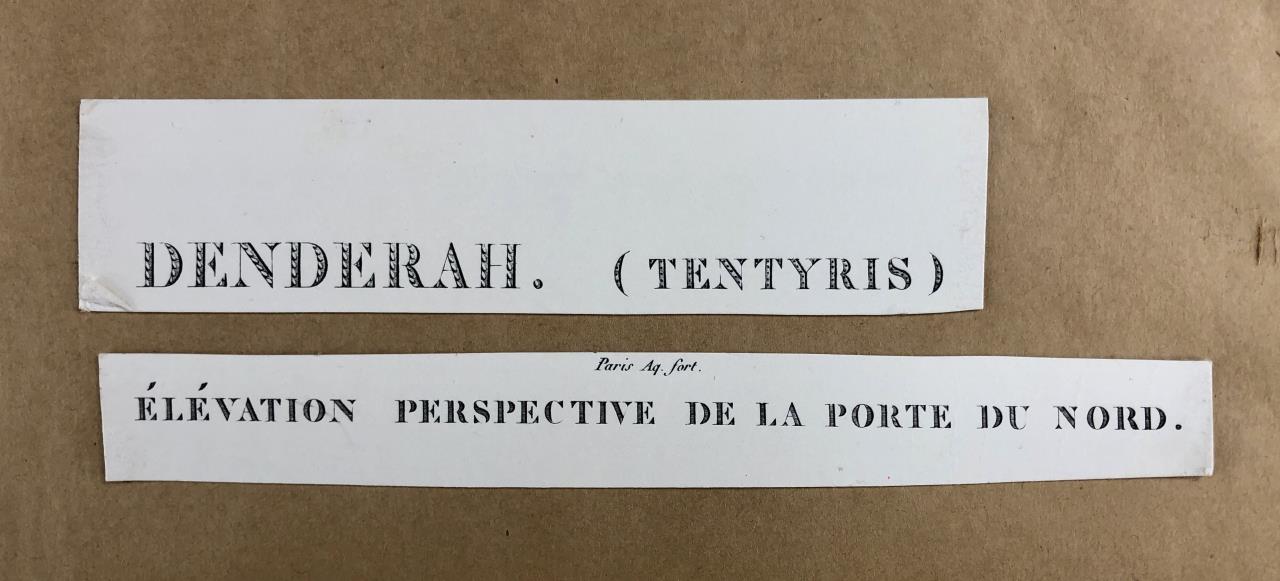 DENDERAH. (TENTYRIS)
Paris Aq. fort.
ÉLÉVATION PERSPECTIVE DE LA PORTE DU NORD.